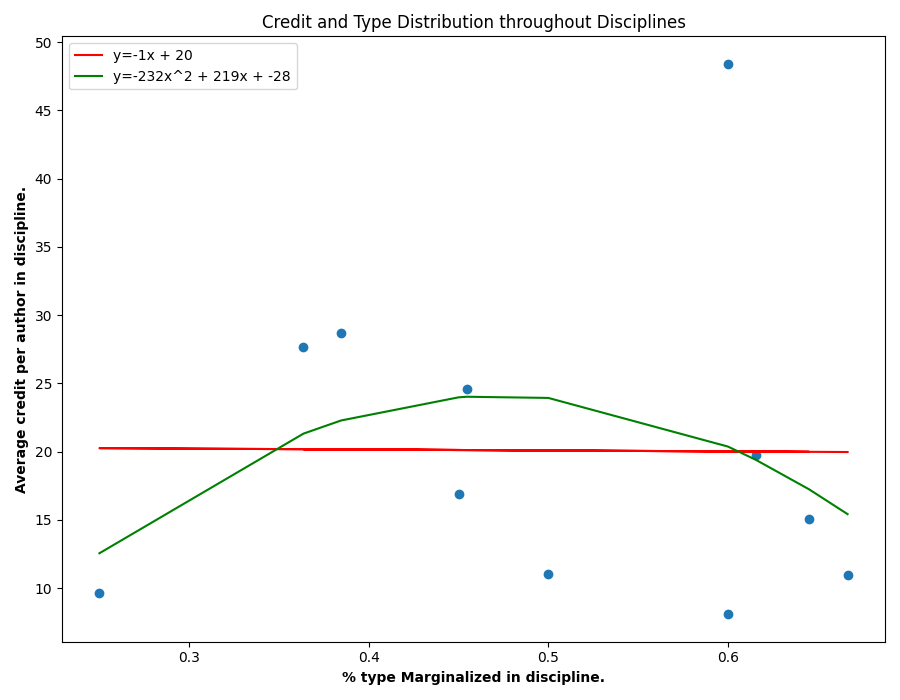 Credit and Type Distribution throughout Disciplines
y=-1x + 20
y=-232x^2 + 219x + -28
Average credit per author in discipline.
50
45
40
35
30
25
20
15
10
0.3
0.4
0.5
0.6
% type Marginalized in discipline.